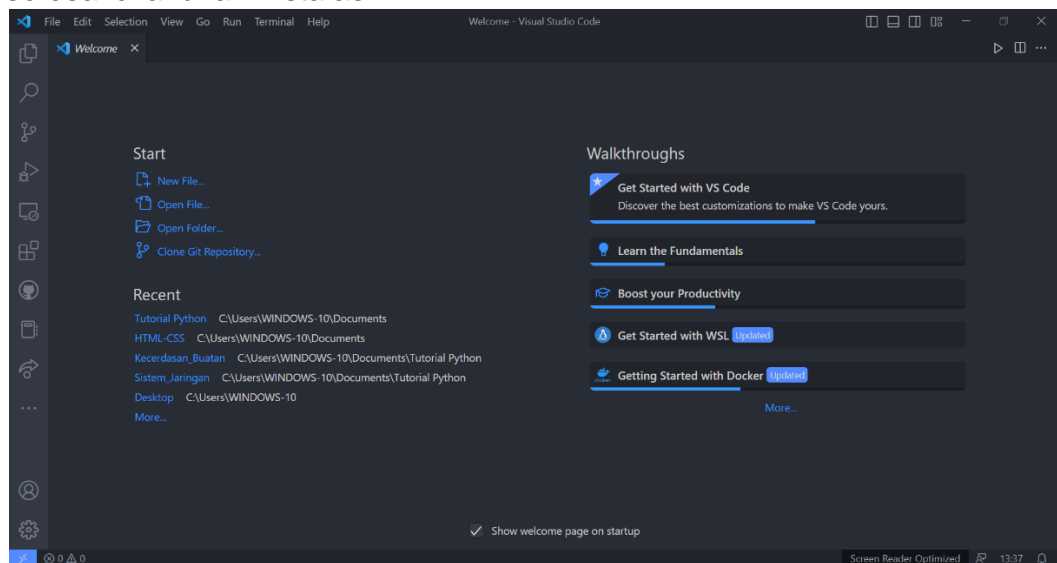 File Edit Selection View Go Run Terminal Help
Welcome - Visual Studio Code
Welcome
Start
New File...
Open File...
Open Folder...
Clone Git Repository...
Recent
Tutorial Python C:\Users\WINDOWS-10\Documents
HTML-CSS C:\Users\WINDOWS-10\Documents
Kecerdasan_Buatan C:\Users\WINDOWS-10\Documents\Tutorial Python
Sistem_Jaringan C:\Users\WINDOWS-10\Documents\Tutorial Python
Desktop C:\Users\WINDOWS-10
More...
Walkthroughs
Get Started with VS Code
Discover the best customizations to make VS Code yours.
Learn the Fundamentals
Boost your Productivity
Get Started with WSL Updated
Getting Started with Docker Updated
More...
Show welcome page on startup
0 0
Screen Reader Optimized 13:37